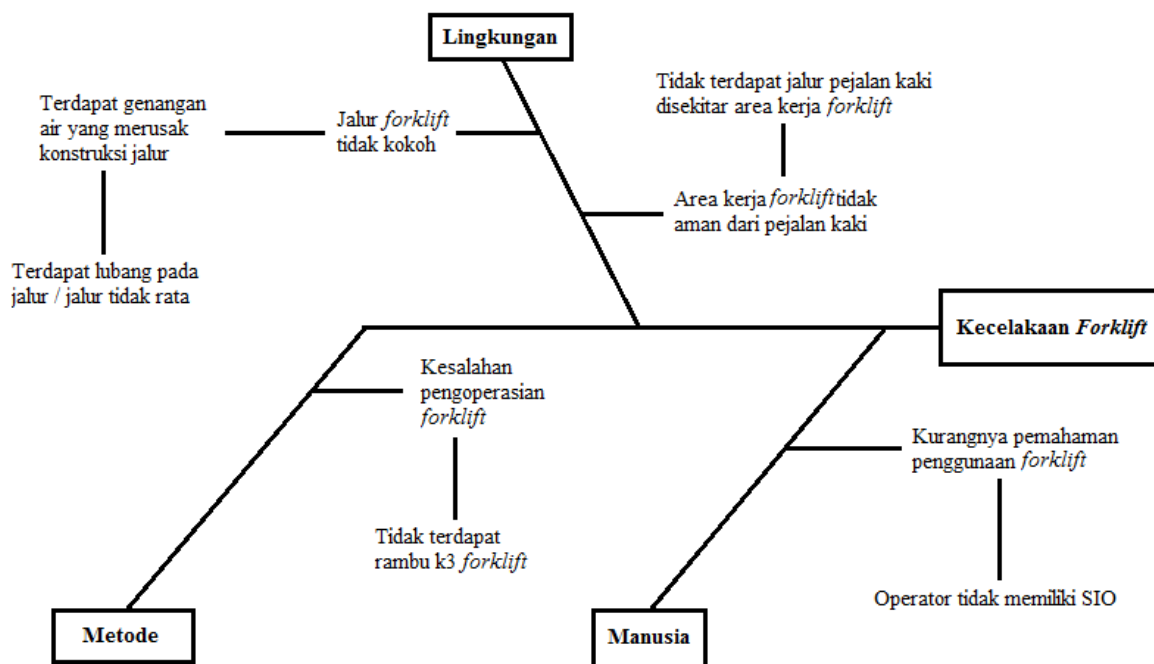 Lingkungan
Tidak terdapat jalur pejalan kaki
disekitar area kerja forklift
Terdapat genangan
air yang merusak
konstruksi jalur
Jalur forklift
tidak kokoh
Area kerja forklift tidak
aman dari pejalan kaki
Terdapat lubang pada
jalur / jalur tidak rata
Kecelakaan Forklift
Kesalahan
pengoperasian
forklift
Kurangnya pemahaman
penggunaan forklift
Tidak terdapat
rambu k3 forklift
Operator tidak memiliki SIO
Metode
Manusia